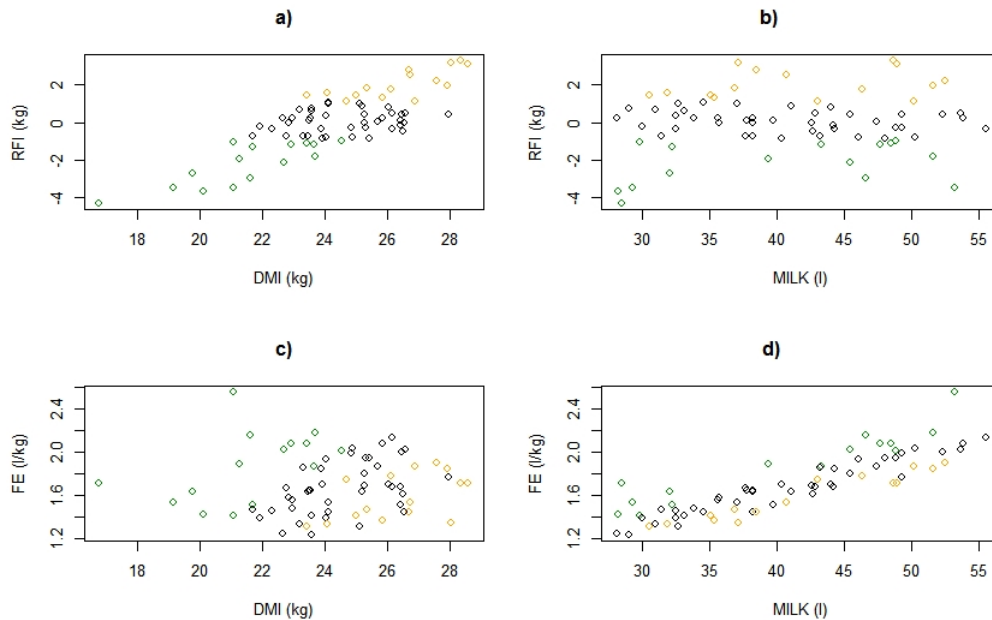 a)
RFI (kg)
2
0
-2
-4
18 20 22 24 26 28
DMI (kg)
b)
RFI (kg)
2
0
-2
-4
30 35 40 45 50 55
MILK (l)
c)
FE (l/kg)
2.4
2.0
1.6
1.2
18 20 22 24 26 28
DMI (kg)
d)
FE (l/kg)
2.4
2.0
1.6
1.2
30 35 40 45 50 55
MILK (l)